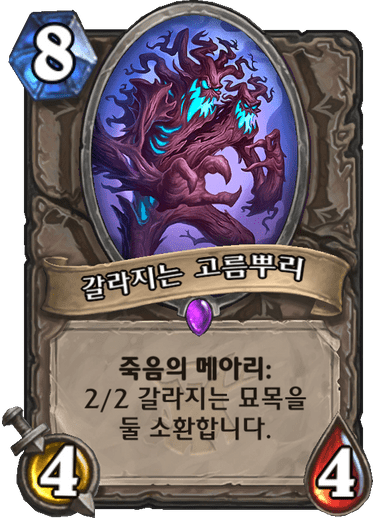 8
갈라지는 고름뿌리
죽음의 메아리:
2/2 갈라지는 묘목을
둘 소환합니다.
4
4